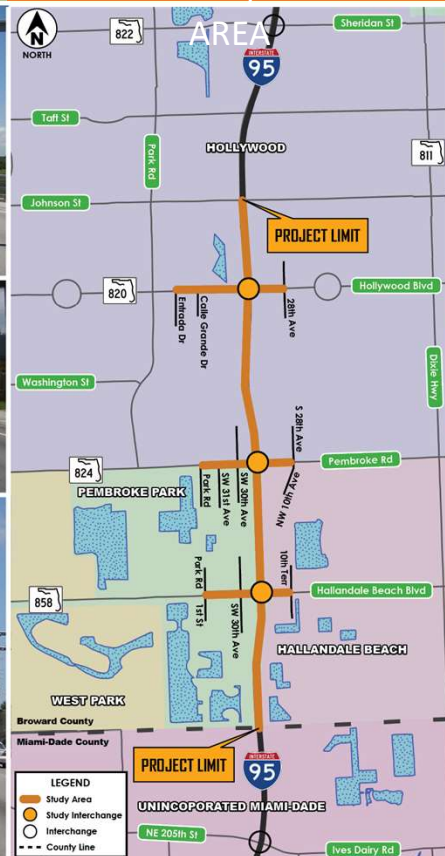 AREA
NORTH
822
Sheridan St
INTERSTATE
95
Taft St
Park Rd
HOLLYWOOD
811
Johnson St
PROJECT LIMIT
820
Hollywood Blvd
Entrada Dr
Calle Grande Dr
28th Ave
Dixie Hwy
Washington St
S 28th Ave
824
Pembroke Rd
PEMBROKE PARK
Park Rd
SW 31st Ave
SW 30th Ave
NW 10th Ave
858
Park Rd
1st St
SW 30th Ave
10th Terr
Hallandale Beach Blvd
HALLANDALE BEACH
WEST PARK
Broward County
Miami-Dade County
PROJECT LIMIT
INTERSTATE
95
UNINCOPORATED MIAMI-DADE
LEGEND
Study Area
Study Interchange
Interchange
County Line
NE 205th St
Ives Dairy Rd